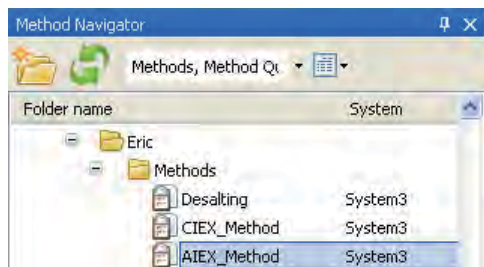 Method Navigator
Methods, Method Qu
Folder name System
Eric
Methods
Desalting System3
CIEX_Method System3
AIEX_Method System3